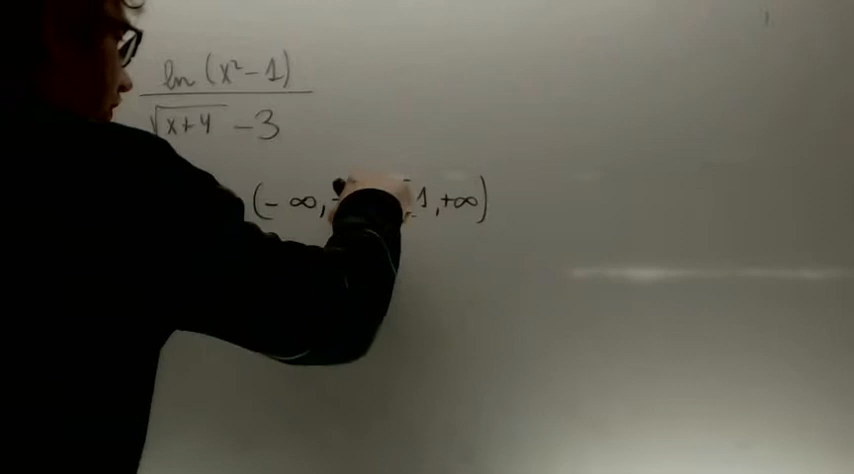 ln (x²-1)
√x+4 -3
(-∞, 1,+∞)